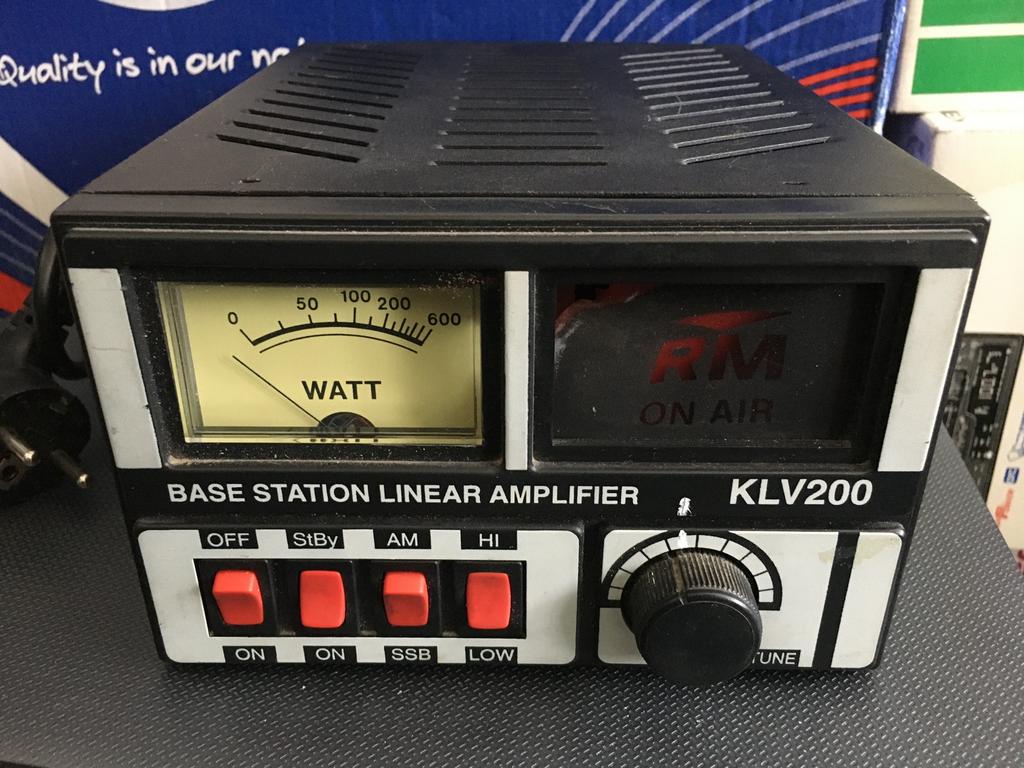 Quality is in our
0 50 100 200 600
WATT
RM
ON AIR
BASE STATION LINEAR AMPLIFIER
KLV200
OFF StBy AM HI
ON ON SSB LOW
TUNE